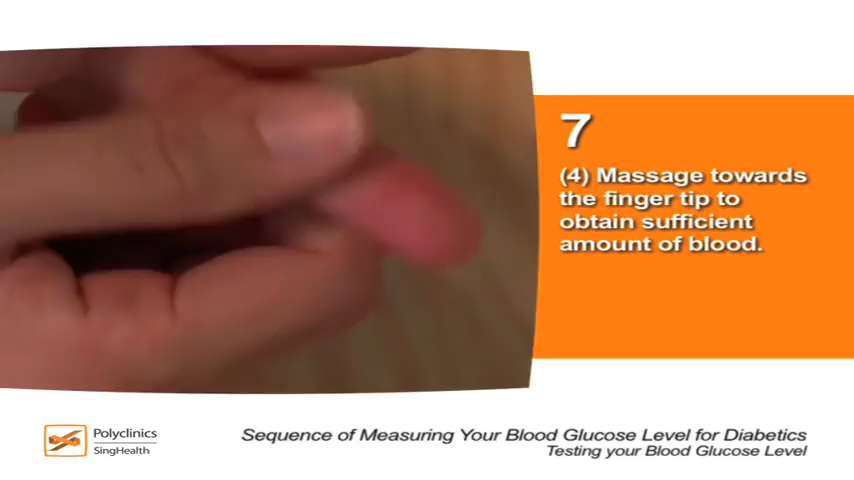 7
(4) Massage towards
the finger tip to
obtain sufficient
amount of blood.
Polyclinics
SingHealth
Sequence of Measuring Your Blood Glucose Level for Diabetics
Testing your Blood Glucose Level